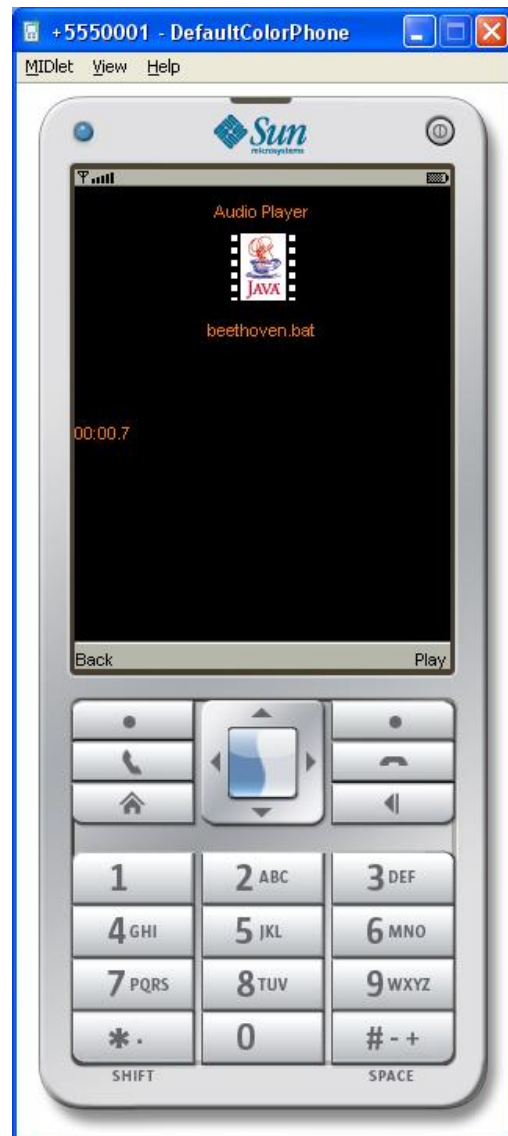 +5550001 - DefaultColorPhone
MIDlet View Help
Sun
microsystems
Audio Player
JAVA
beethoven.bat
00:00.7
Back Play
1 2 ABC 3 DEF
4 GHI 5 JKL 6 MNO
7 PQRS 8 TUV 9 WXYZ
* . 0 # - +
SHIFT SPACE